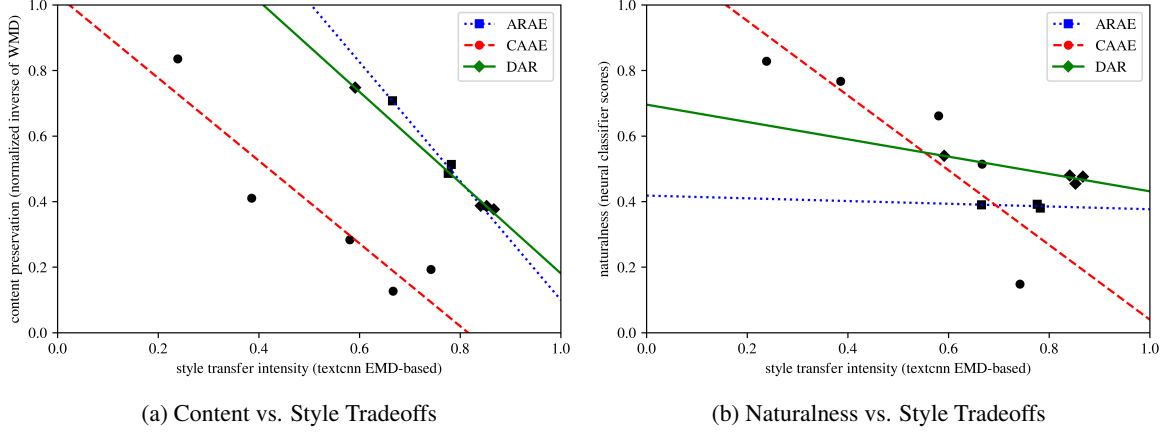 1.0
0.8
0.6
0.4
0.2
0.0
content preservation (normalized inverse of WMD)
ARAE
CAAE
DAR
0.0 0.2 0.4 0.6 0.8 1.0
style transfer intensity (textcnn EMD-based)
(a) Content vs. Style Tradeoffs
1.0
0.8
0.6
0.4
0.2
0.0
naturalness (neural classifier scores)
ARAE
CAAE
DAR
0.0 0.2 0.4 0.6 0.8 1.0
style transfer intensity (textcnn EMD-based)
(b) Naturalness vs. Style Tradeoffs